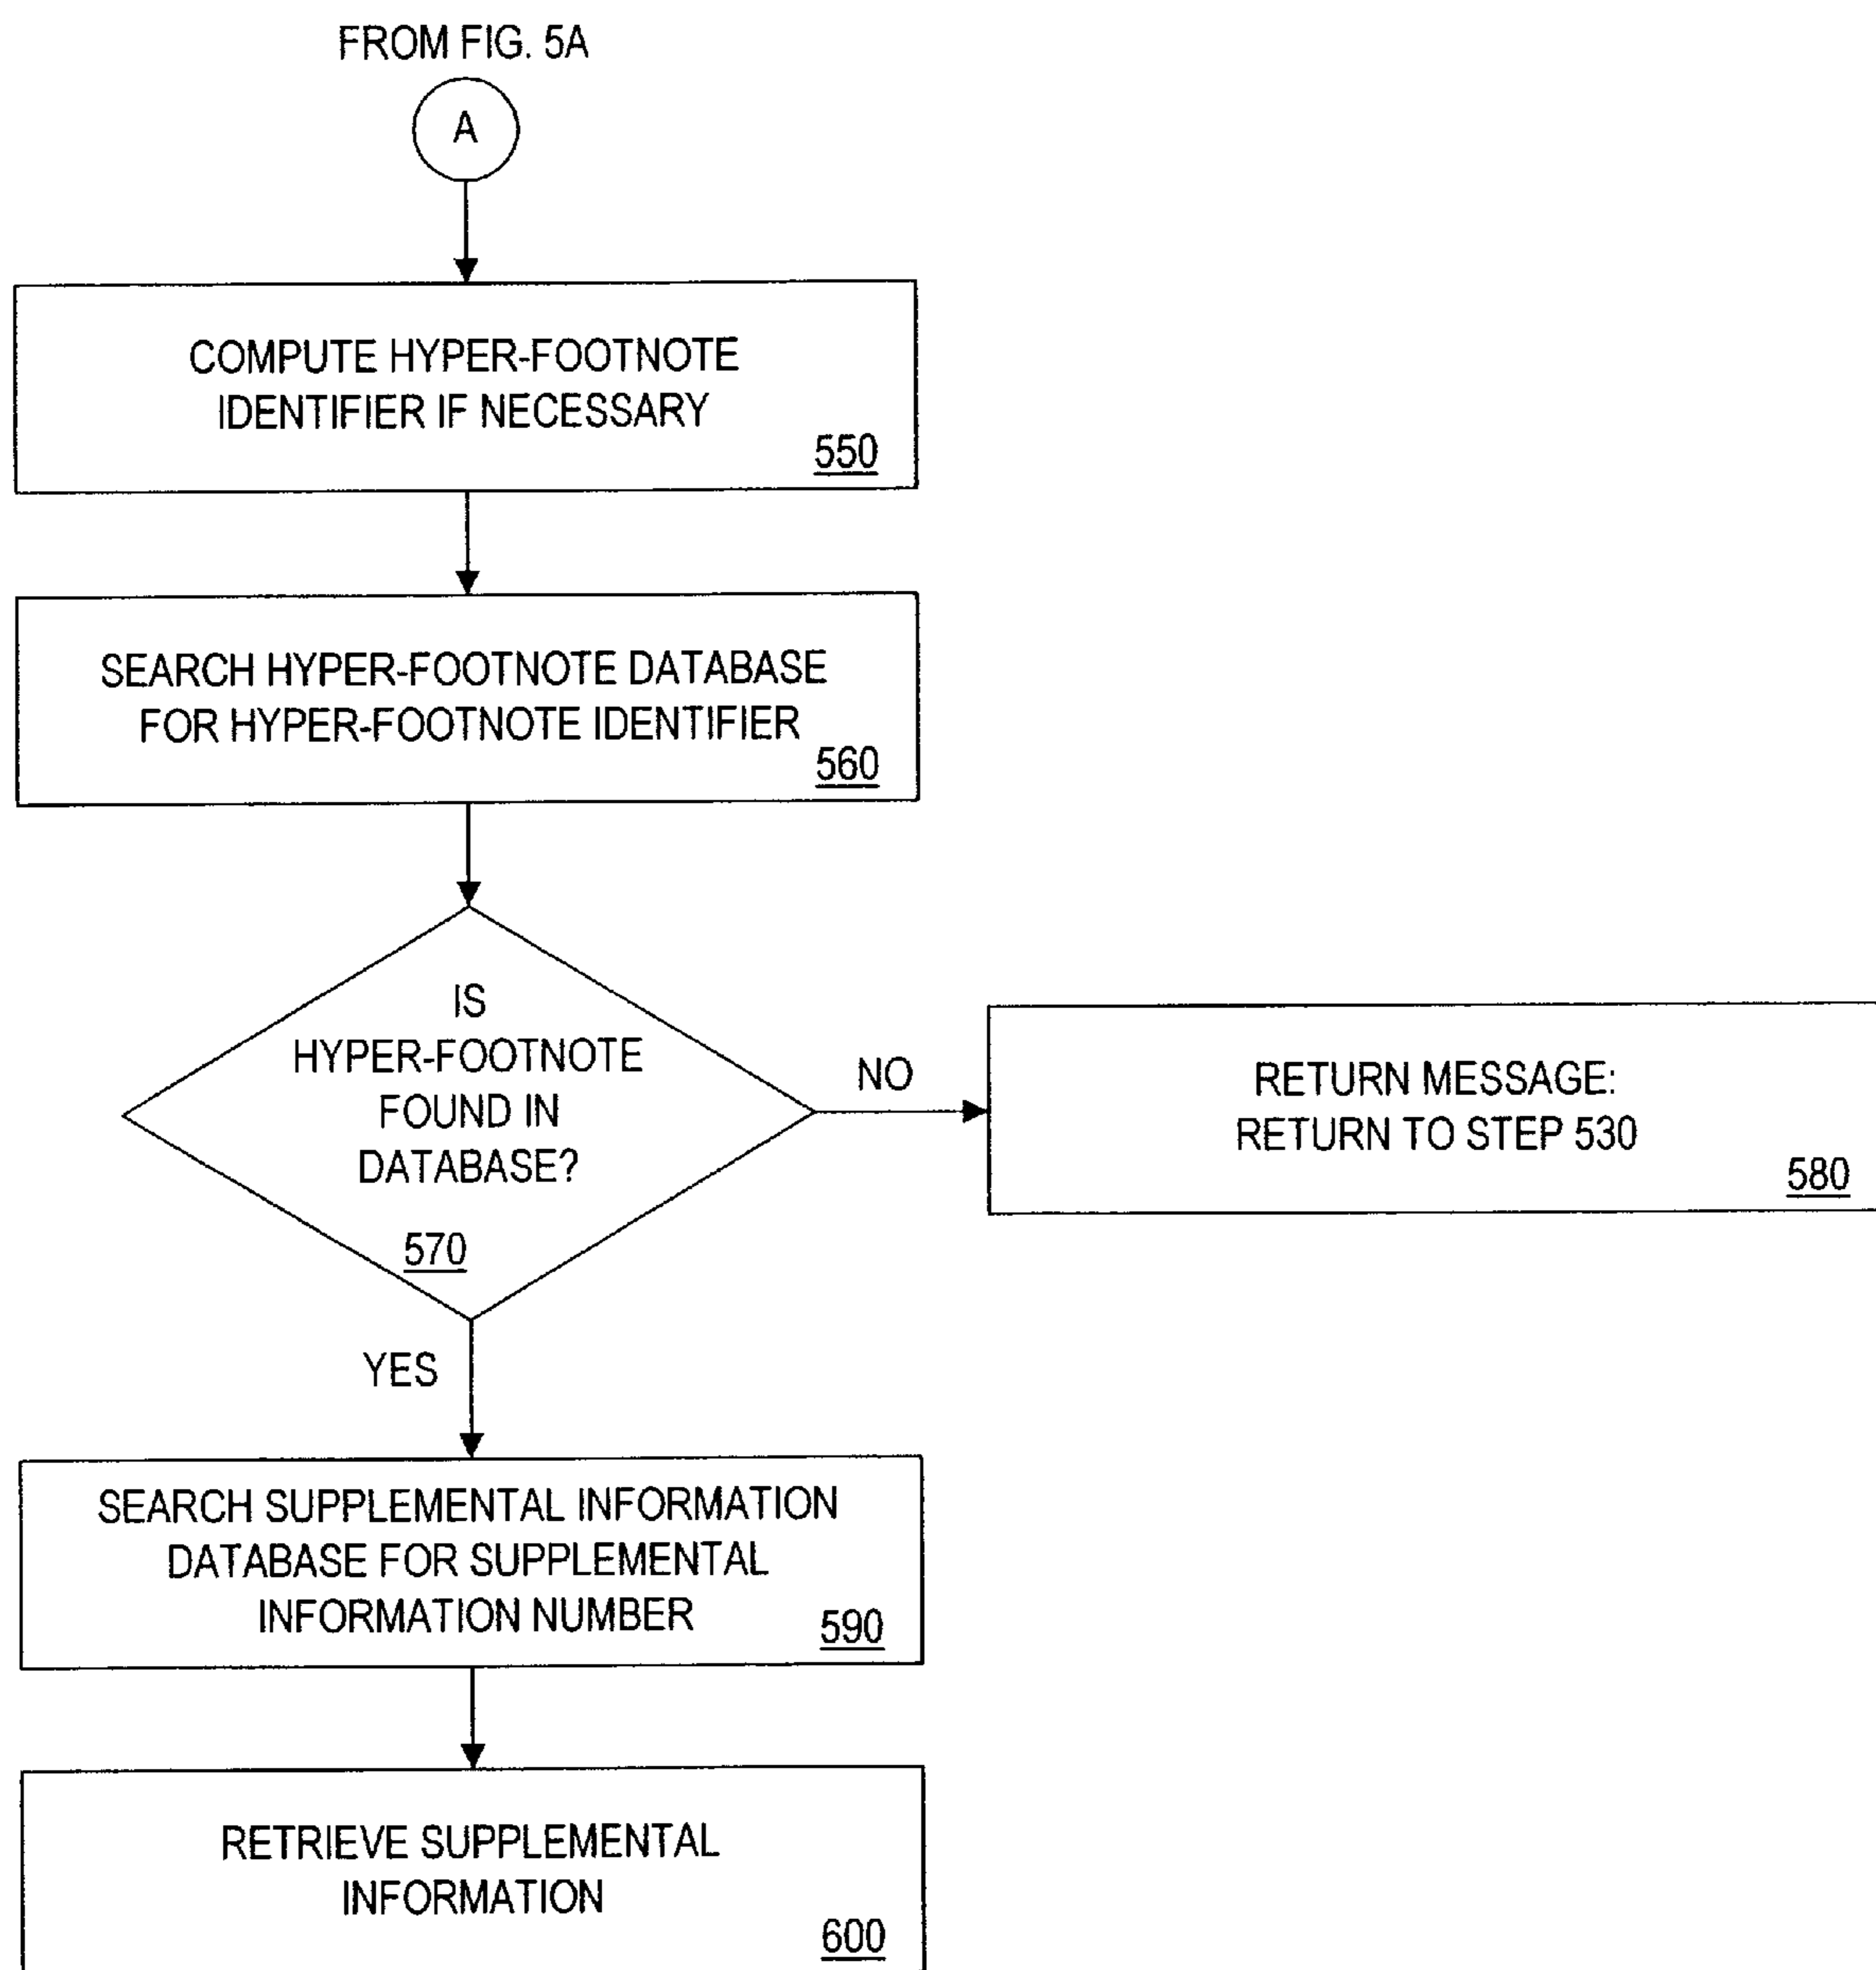 FROM FIG. 5A
A
COMPUTE HYPER-FOOTNOTE
IDENTIFIER IF NECESSARY
550
SEARCH HYPER-FOOTNOTE DATABASE
FOR HYPER-FOOTNOTE IDENTIFIER
560
IS
HYPER-FOOTNOTE
FOUND IN
DATABASE?
570
NO
RETURN MESSAGE:
RETURN TO STEP 530
580
YES
SEARCH SUPPLEMENTAL INFORMATION
DATABASE FOR SUPPLEMENTAL
INFORMATION NUMBER
590
RETRIEVE SUPPLEMENTAL
INFORMATION
600